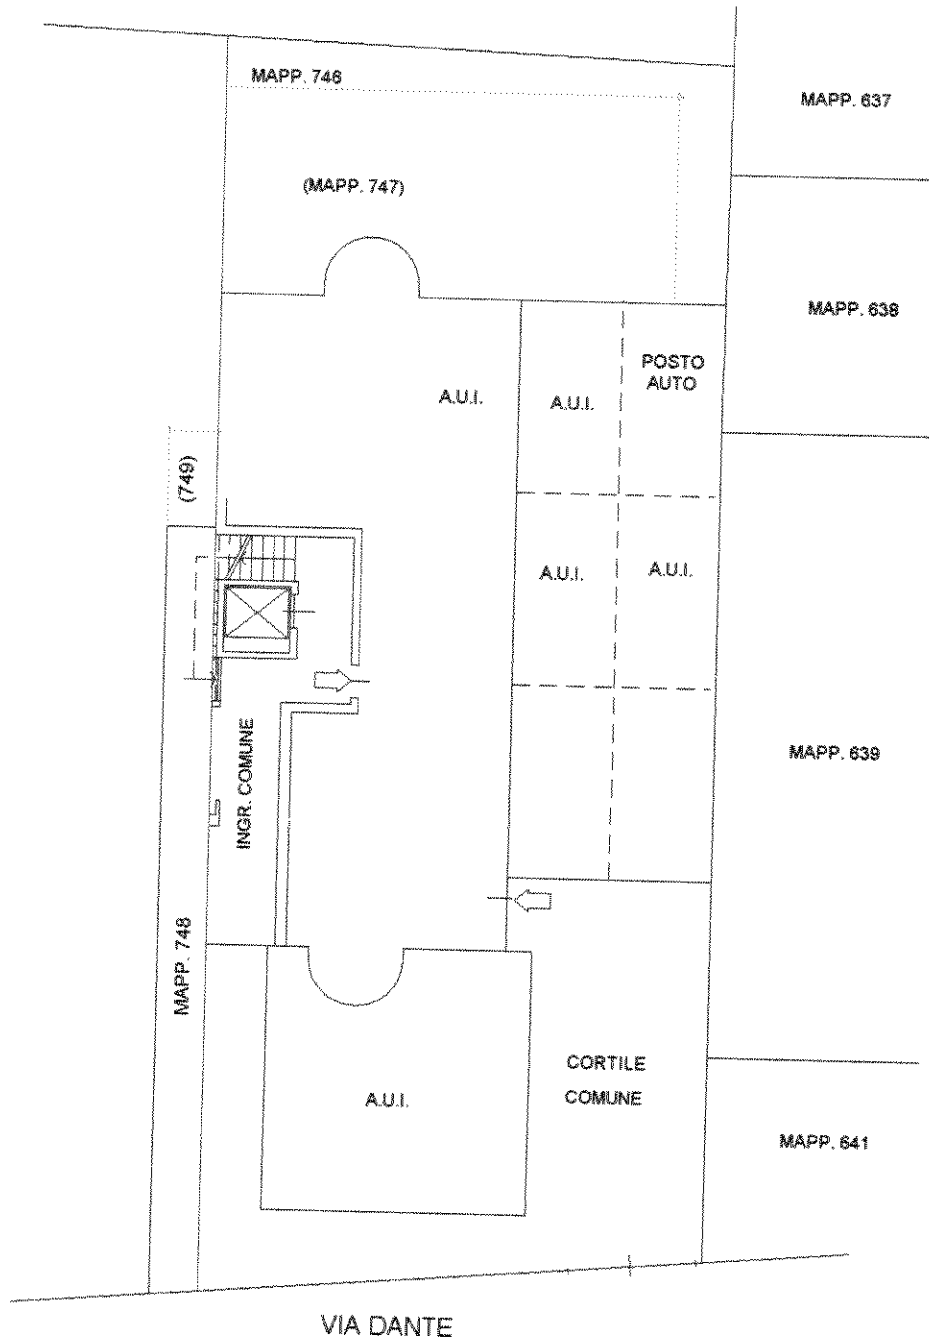 MAPP. 746
MAPP. 637
(MAPP. 747)
MAPP. 638
POSTO
AUTO
A.U.I.
A.U.I.
(749)
A.U.I.
A.U.I.
INGR. COMUNE
MAPP. 639
MAPP. 748
CORTILE
COMUNE
A.U.I.
MAPP. 641
VIA DANTE